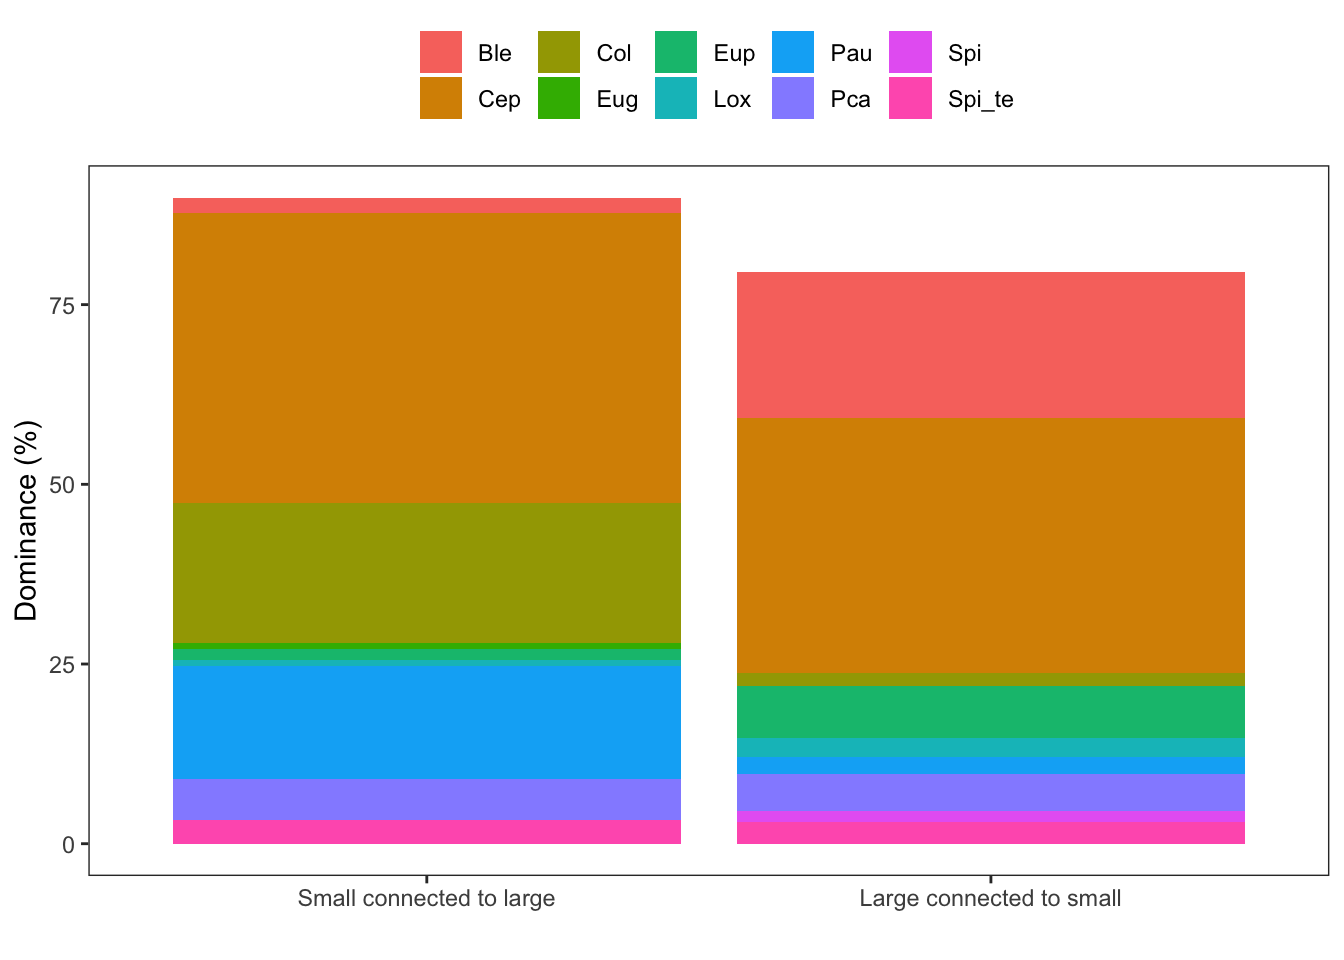 Ble Col Eup Pau Spi
Cep Eug Lox Pca Spi_te
Dominance (%)
75
50
25
0
Small connected to large Large connected to small